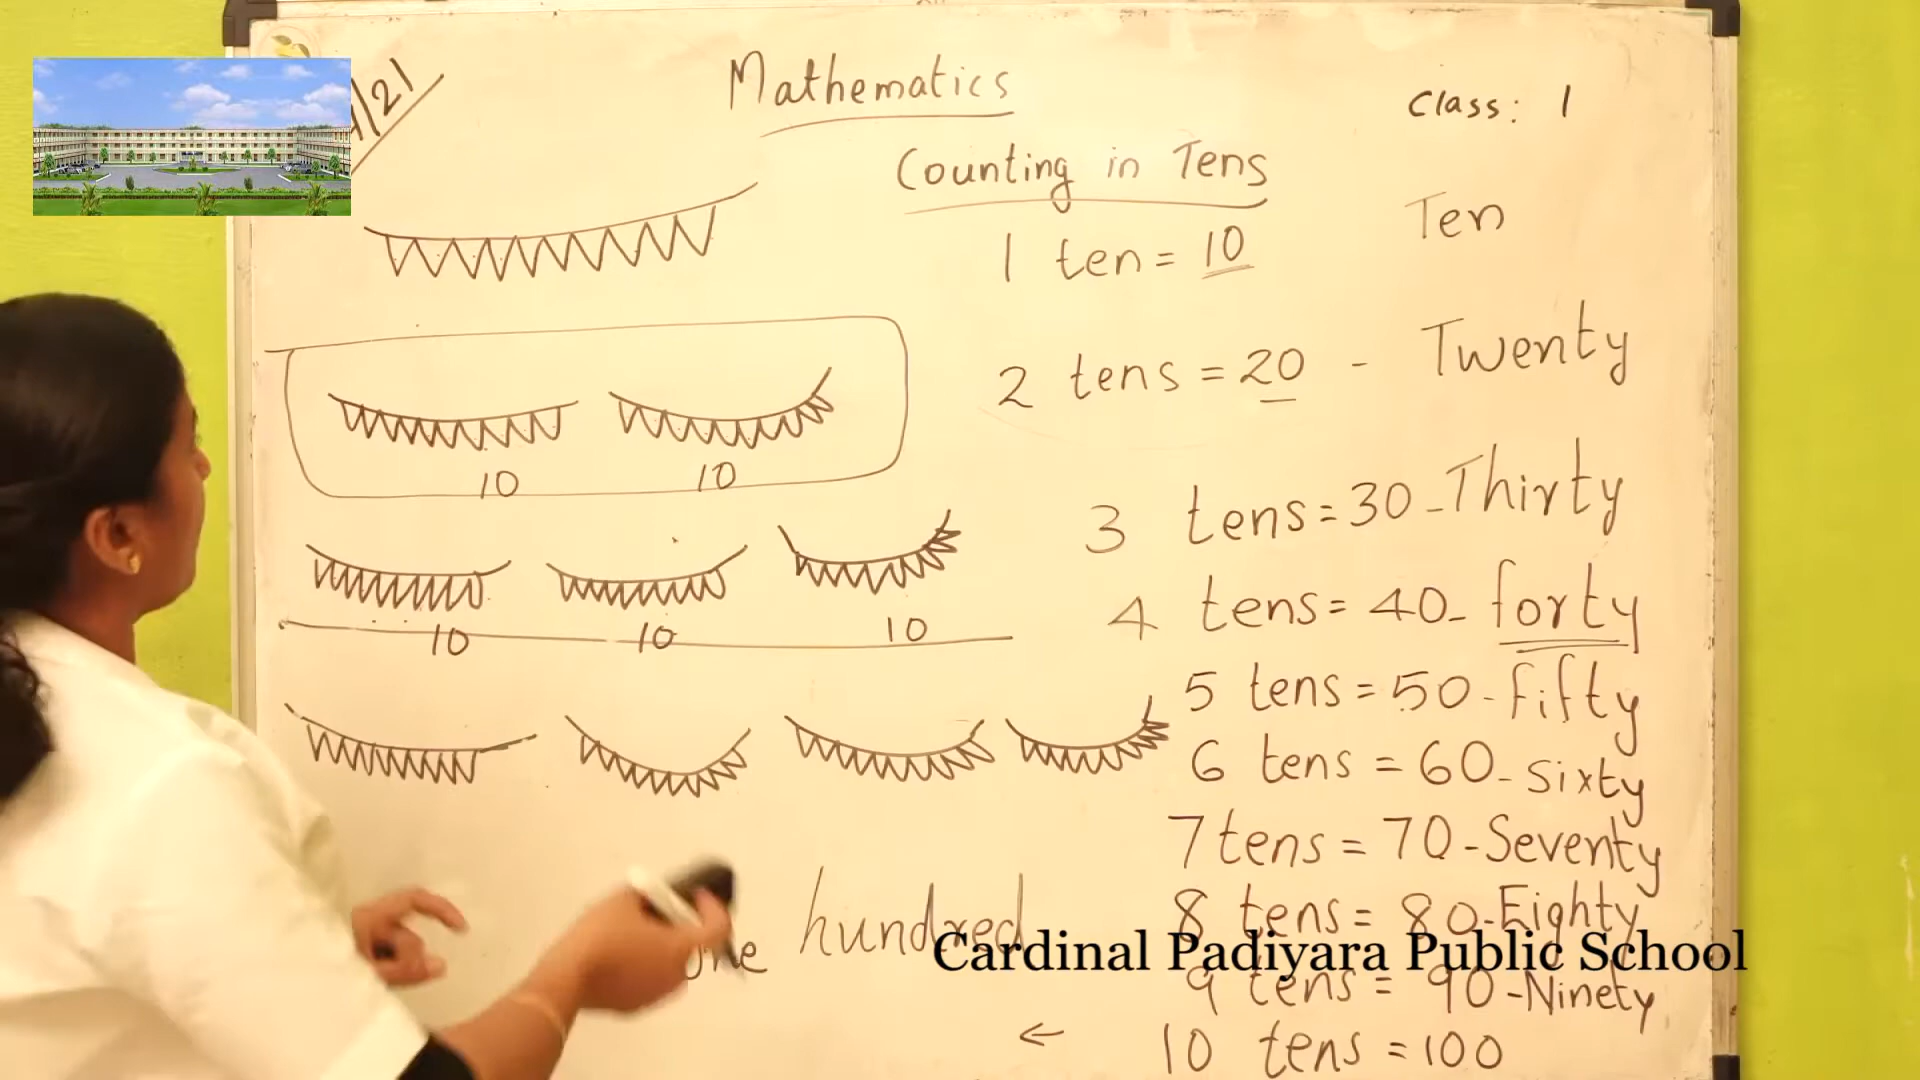 /21
Mathematics
Class: 1
Counting in Tens
1 ten = 10 Ten
2 tens = 20 - Twenty
10 10
3 tens = 30 - Thirty
10 10 10
4 tens = 40 - forty
5 tens = 50 - fifty
6 tens = 60 - Sixty
7 tens = 70 - Seventy
8 tens = 80 - Eighty
one hundred
Cardinal Padiyara Public School
9 tens = 90 - Ninety
← 10 tens = 100